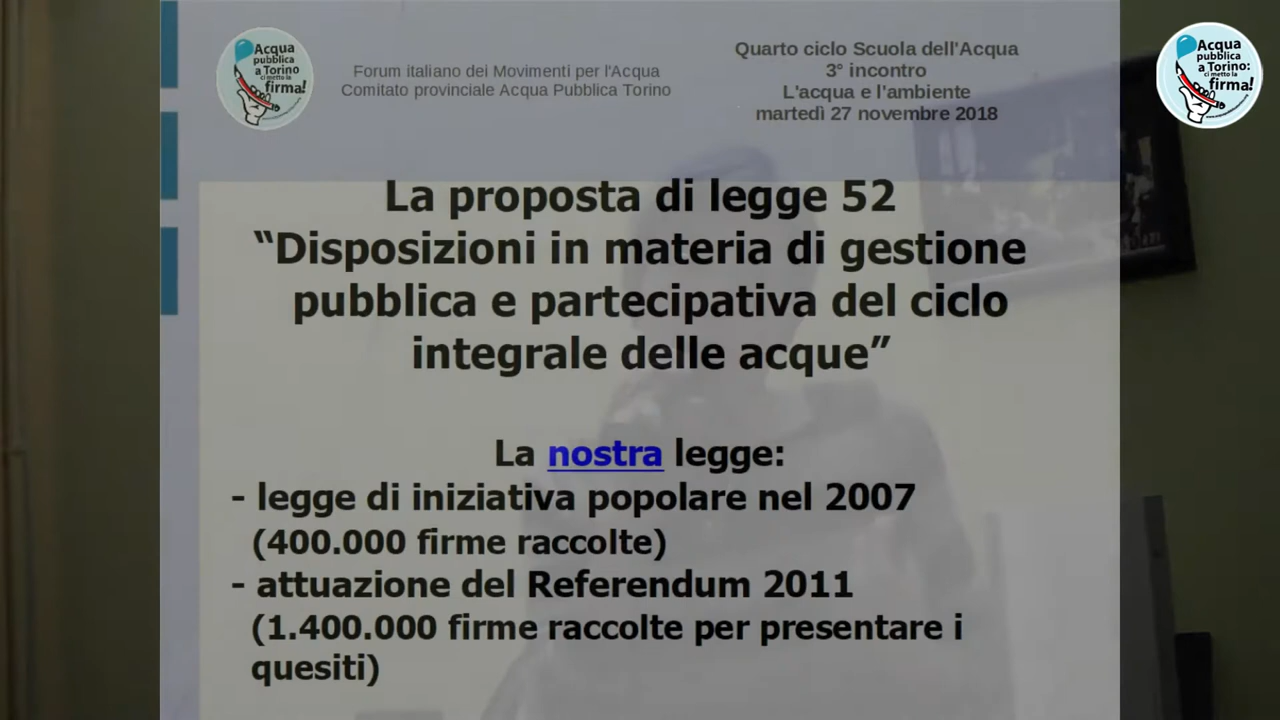 Acqua
pubblica
a Torino
ci metto la
firma!
Forum italiano dei Movimenti per l'Acqua
Comitato provinciale Acqua Pubblica Torino
Quarto ciclo Scuola dell'Acqua
3° incontro
L'acqua e l'ambiente
martedì 27 novembre 2018
Acqua
pubblica
a Torino:
ci metto la
firma!
La proposta di legge 52
“Disposizioni in materia di gestione
pubblica e partecipativa del ciclo
integrale delle acque”
La nostra legge:
- legge di iniziativa popolare nel 2007
(400.000 firme raccolte)
- attuazione del Referendum 2011
(1.400.000 firme raccolte per presentare i
quesiti)